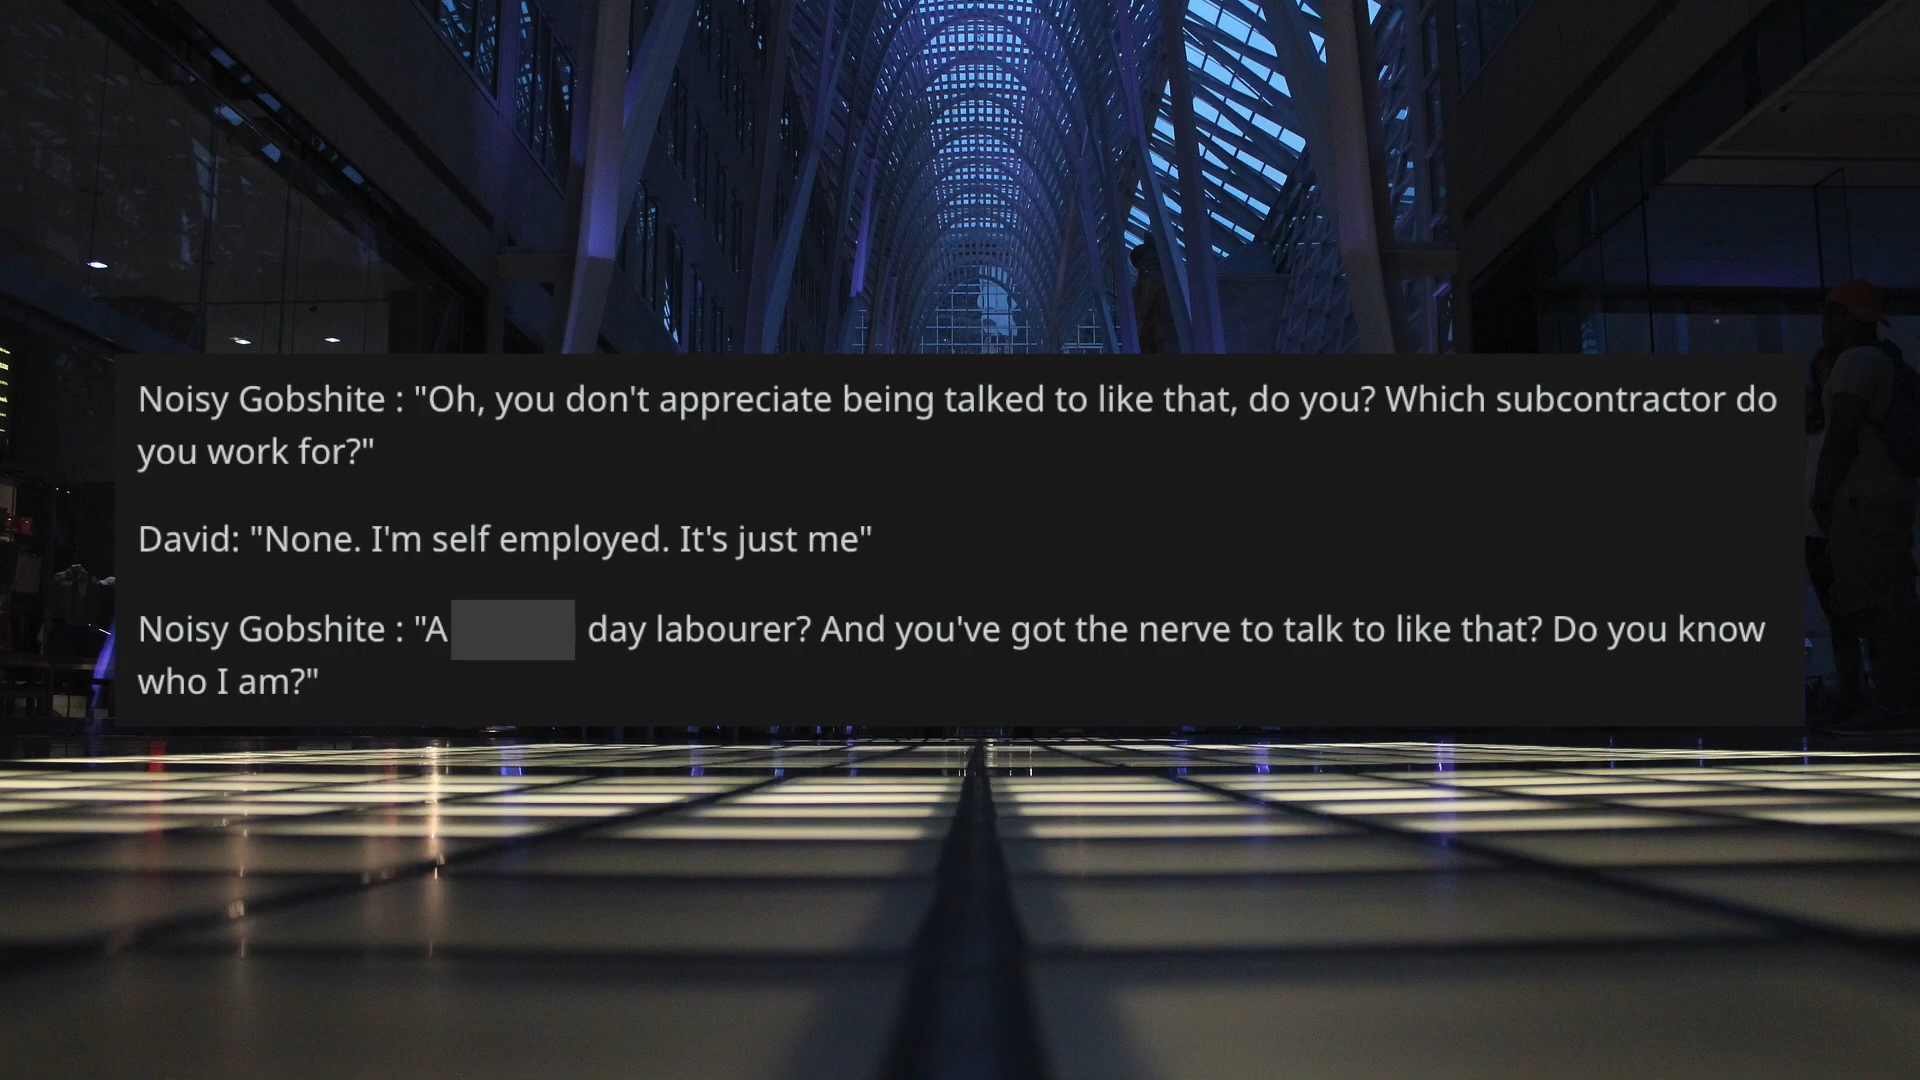 Noisy Gobshite : "Oh, you don't appreciate being talked to like that, do you? Which subcontractor do
you work for?"
David: "None. I'm self employed. It's just me"
Noisy Gobshite : "A day labourer? And you've got the nerve to talk to like that? Do you know
who I am?"